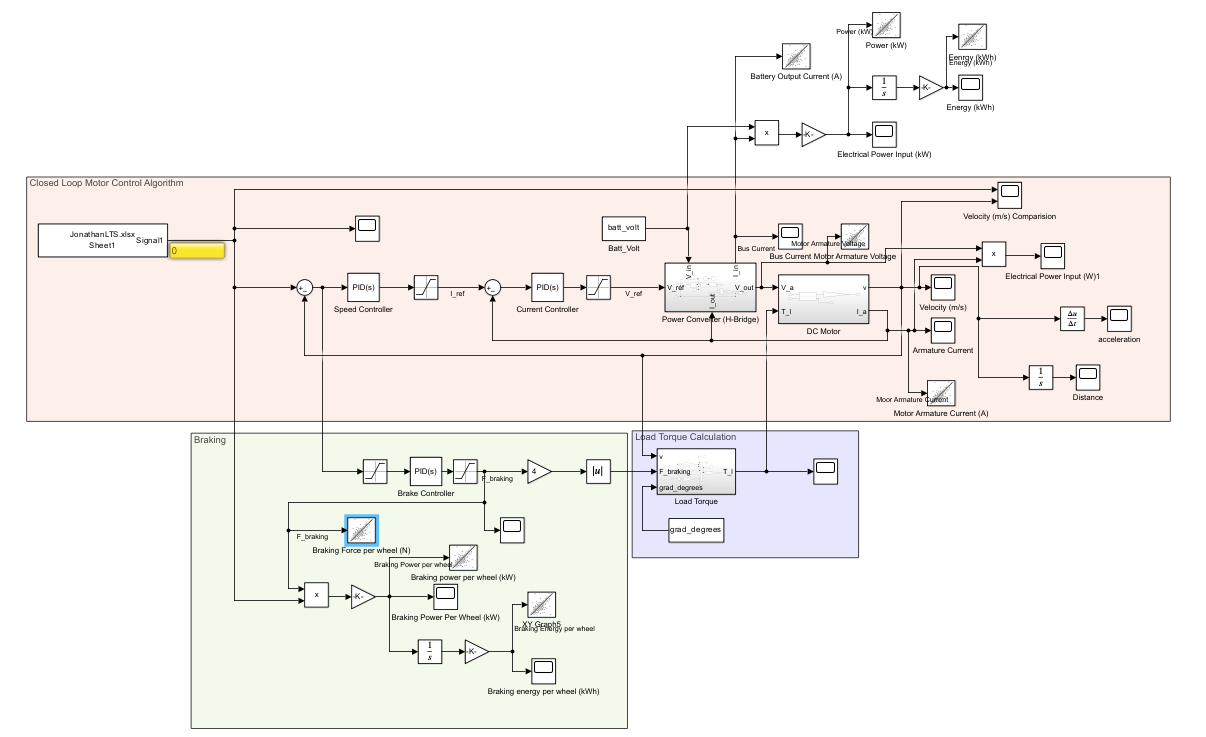 Power (kW)
Power (kW)
Eenrgy (kWh)
Energy (kWh)
Battery Output Current (A)
1
s
-K-
Energy (kWh)
x
-K-
Electrical Power Input (kW)
Closed Loop Motor Control Algorithm
Velocity (m/s) Comparision
JonathanLTS.xlsx
Sheet1
Signal1
0
batt_volt
Batt_Volt
Bus Current
Motor Armature Voltage
Bus Current
Motor Armature Voltage
x
Electrical Power Input (W)1
+
_
PID(s)
Speed Controller
I_ref
+
_
PID(s)
Current Controller
V_ref
V_ref
V_in
I_in
V_out
I_out
Power Converter (H-Bridge)
V_a
T_l
v
I_a
DC Motor
Velocity (m/s)
Armature Current
Δu
Δt
acceleration
1
s
Distance
Moor Armature Current
Motor Armature Current (A)
Braking
PID(s)
Brake Controller
F_braking
4
|u|
Load Torque Calculation
v
F_braking
grad_degrees
T_l
Load Torque
grad_degrees
F_braking
Braking Force per wheel (N)
Braking Power per wheel
Braking power per wheel (kW)
x
-K-
Braking Power Per Wheel (kW)
XY Graph5
Braking Energy per wheel
1
s
-K-
Braking energy per wheel (kWh)